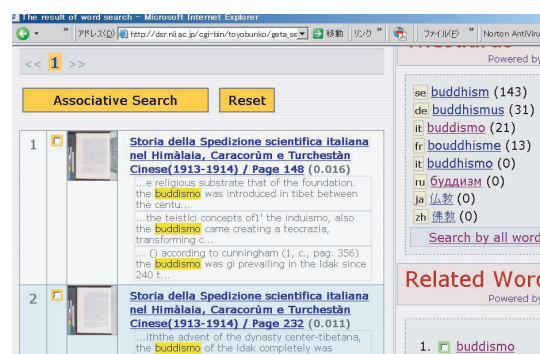 The result of word search - Microsoft Internet Explorer
アドレス(D) http://dsr.nii.ac.jp/cgi-bin/toyobunko/geta_se 移動 リンク » ファイル(F) » Norton AntiViru
<< 1 >>
Associative Search Reset
1
Storia della Spedizione scientifica italiana
nel Himàlaia, Caracorùm e Turchestàn
Cinese(1913-1914) / Page 148 (0.016)
...e religious substrate that of the foundation.
the buddismo was introduced in tibet between
the centu...
...the teistici concepts of1' the induismo, also
the buddismo came creating a teocrazia,
transforming c...
... () according to cunningham (1, c., pag. 356)
the buddismo was gi prevailing in the ldak since
240 t...
2
Storia della Spedizione scientifica italiana
nel Himàlaia, Caracorùm e Turchestàn
Cinese(1913-1914) / Page 232 (0.011)
...iththe advent of the dynasty center-tibetana,
the buddismo of the ldak completely was
Powered by
se buddhism (143)
de buddhismus (31)
it buddismo (21)
fr bouddhisme (13)
it buddhismo (0)
ru буддизм (0)
ja 仏教 (0)
zh 佛教 (0)
Search by all word
Related Word
Powered by
1. buddismo